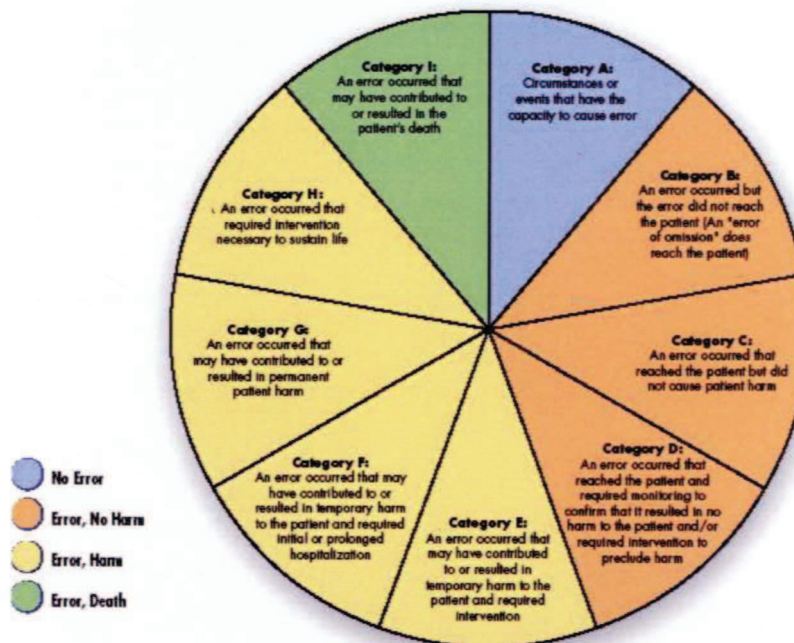 Category I:
An error occurred that
may have contributed to
or resulted in the
patient's death
Category A:
Circumstances or
events that have the
capacity to cause error
Category B:
An error occurred but
the error did not reach
the patient (An "error
of omission" does
reach the patient)
Category C:
An error occurred that
reached the patient but did
not cause patient harm
Category D:
An error occurred that
reached the patient and
required monitoring to
confirm that it resulted in no
harm to the patient and/or
required intervention to
preclude harm
Category E:
An error occurred that
may have contributed
to or resulted in
temporary harm to the
patient and required
intervention
Category F:
An error occurred that may
have contributed to or
resulted in temporary harm
to the patient and required
initial or prolonged
hospitalization
Category G:
An error occurred that
may have contributed to or
resulted in permanent
patient harm
Category H:
An error occurred that
required intervention
necessary to sustain life
No Error
Error, No Harm
Error, Harm
Error, Death